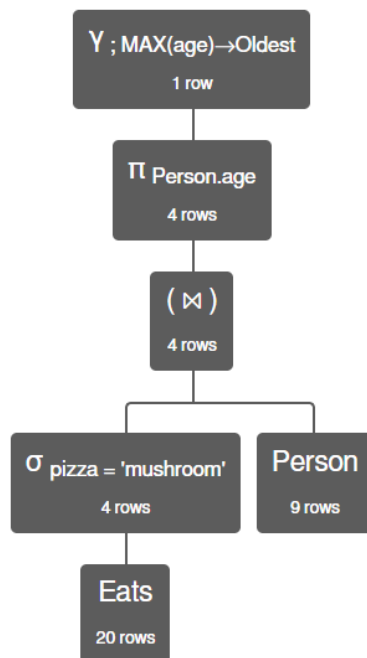 γ ; MAX(age)→Oldest
1 row
π Person.age
4 rows
( ⋈ )
4 rows
σ pizza = 'mushroom'
4 rows
Person
9 rows
Eats
20 rows